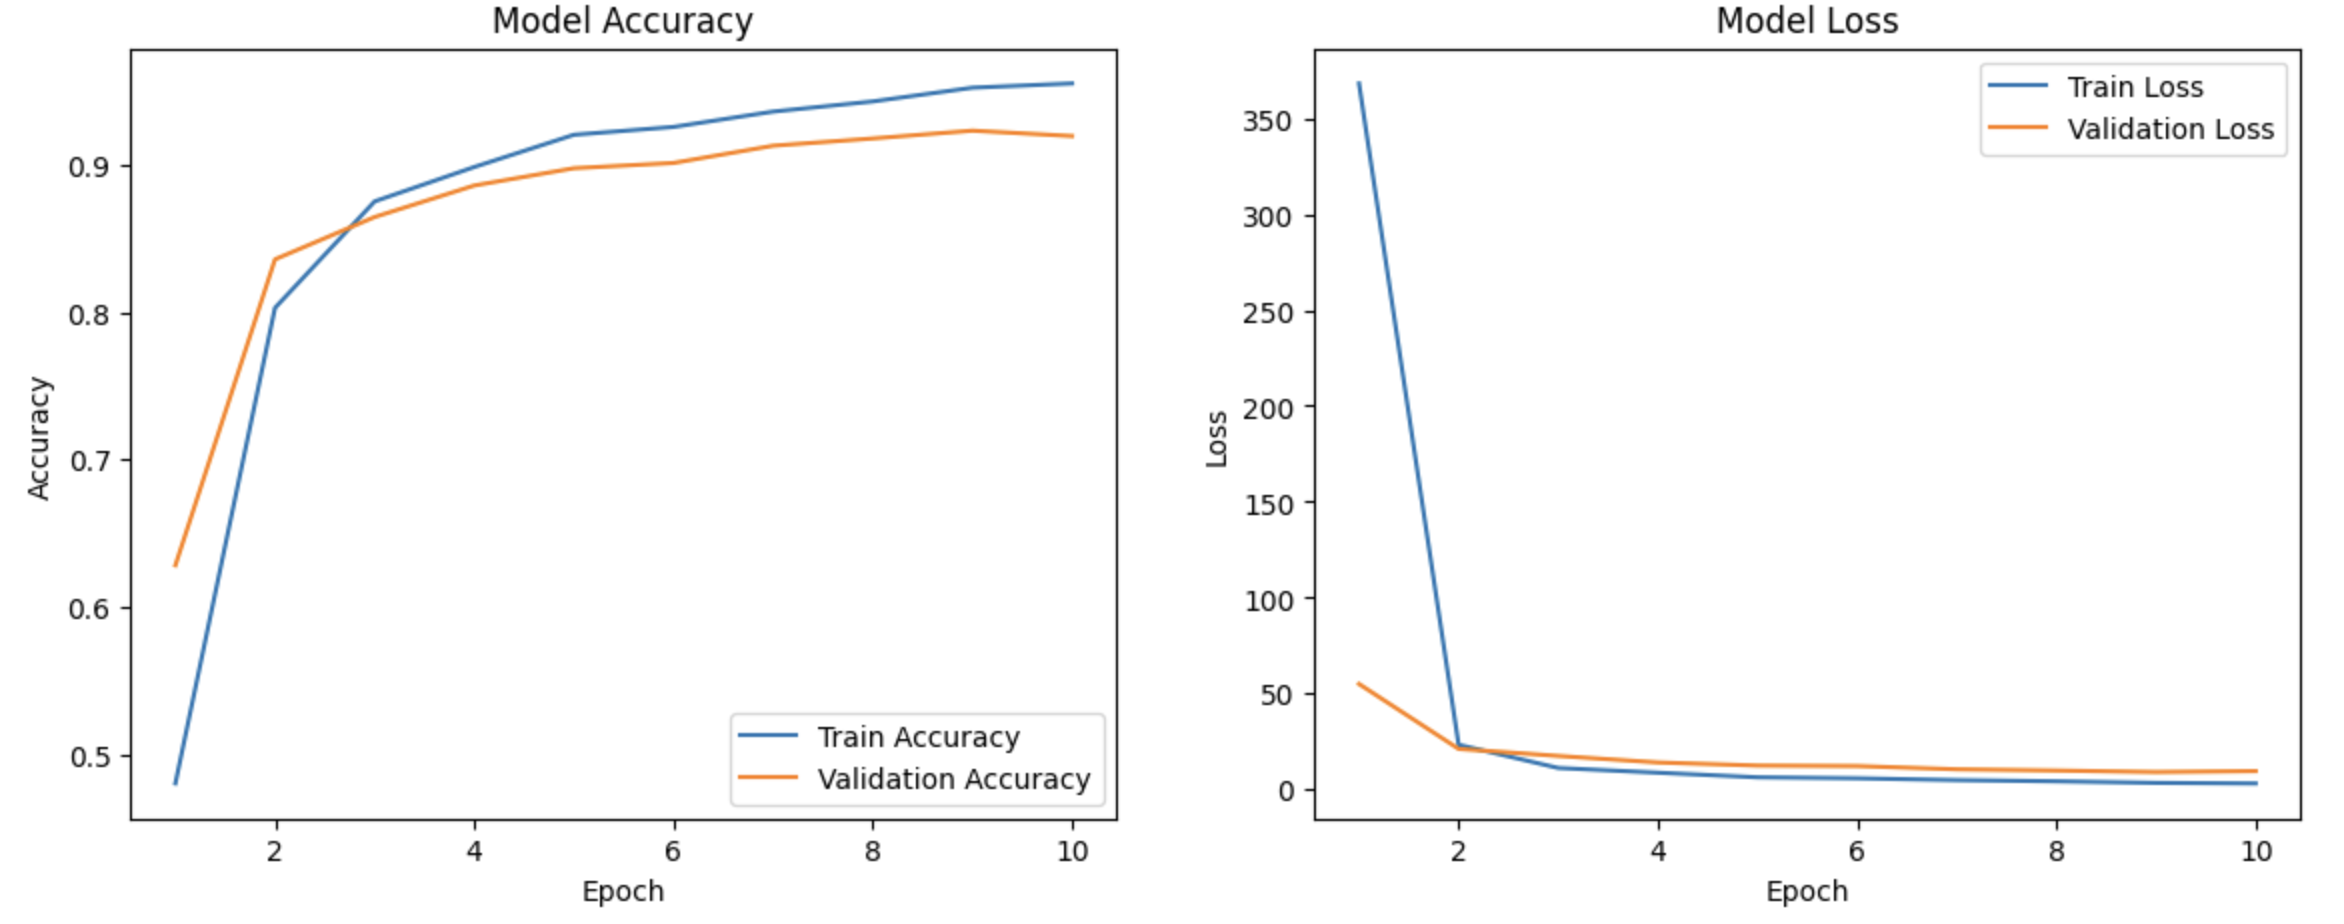 Model Accuracy
Accuracy
0.9
0.8
0.7
0.6
0.5
Train Accuracy
Validation Accuracy
2 4 6 8 10
Epoch
Model Loss
Loss
350
300
250
200
150
100
50
0
Train Loss
Validation Loss
2 4 6 8 10
Epoch